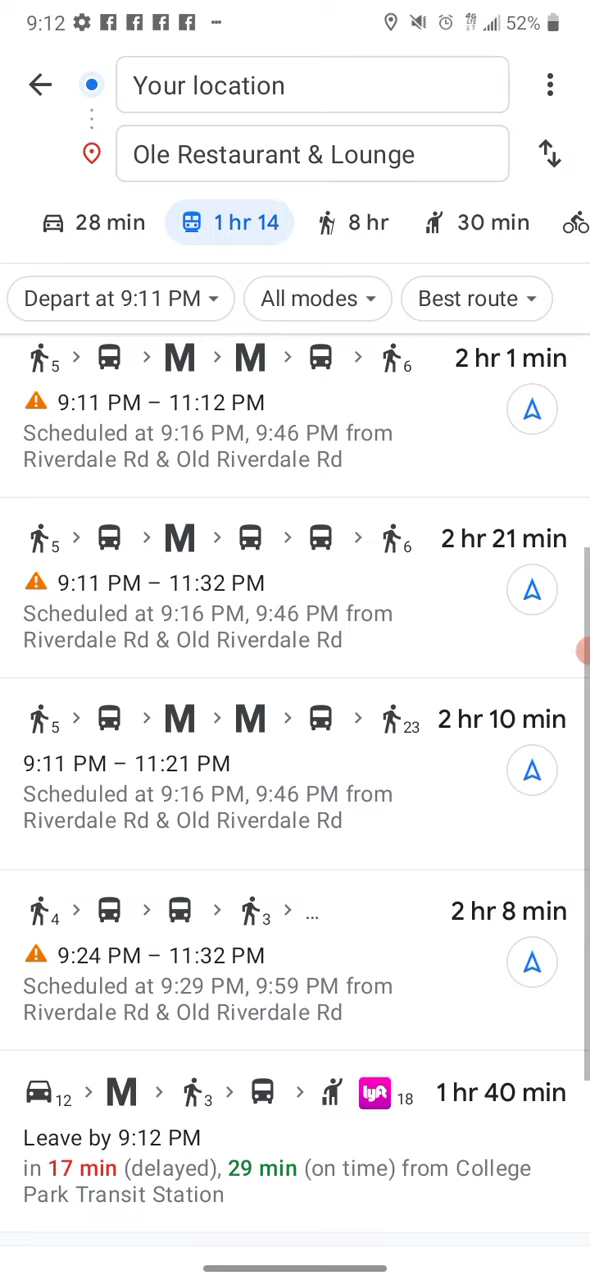 9:12 52%
Your location
Ole Restaurant & Lounge
28 min 1 hr 14 8 hr 30 min
Depart at 9:11 PM All modes Best route
5 > > M > M > > 6 2 hr 1 min
9:11 PM – 11:12 PM
Scheduled at 9:16 PM, 9:46 PM from
Riverdale Rd & Old Riverdale Rd
5 > > M > > > 6 2 hr 21 min
9:11 PM – 11:32 PM
Scheduled at 9:16 PM, 9:46 PM from
Riverdale Rd & Old Riverdale Rd
5 > > M > M > > 23 2 hr 10 min
9:11 PM – 11:21 PM
Scheduled at 9:16 PM, 9:46 PM from
Riverdale Rd & Old Riverdale Rd
4 > > > 3 > ... 2 hr 8 min
9:24 PM – 11:32 PM
Scheduled at 9:29 PM, 9:59 PM from
Riverdale Rd & Old Riverdale Rd
12 > M > 3 > > lyft 18 1 hr 40 min
Leave by 9:12 PM
in 17 min (delayed), 29 min (on time) from College
Park Transit Station